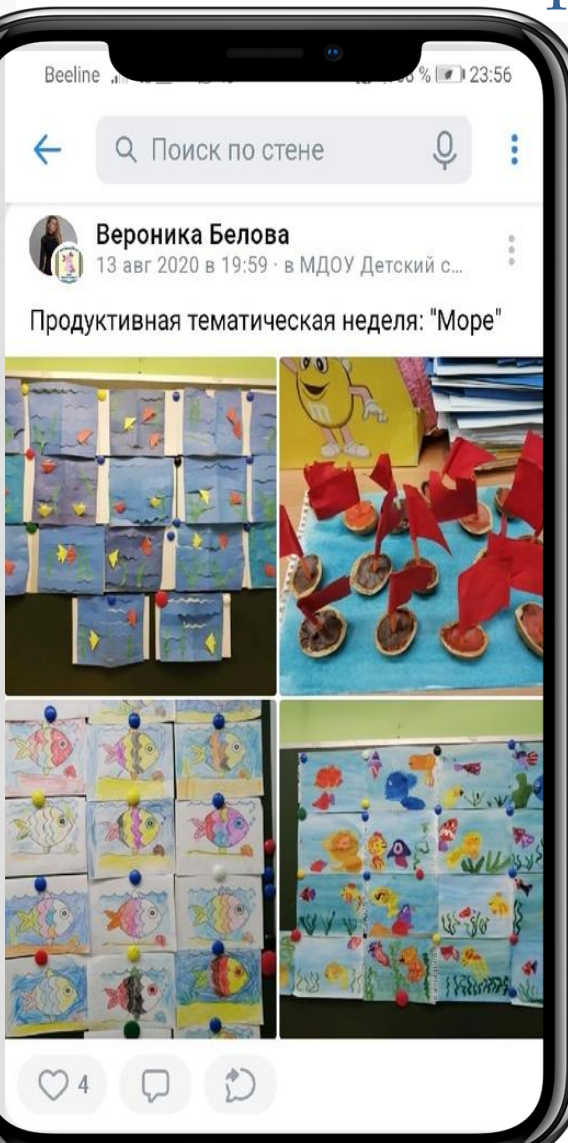 Beeline % 23:56
Поиск по стене
Вероника Белова
13 авг 2020 в 19:59 · в МДОУ Детский с...
Продуктивная тематическая неделя: "Море"
m
4